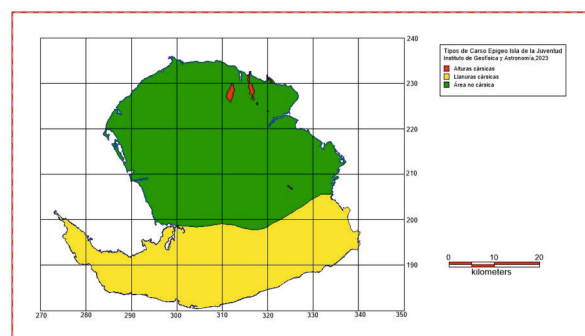 Tipos de Carso Epigeo Isla de la Juventud
Instituto de Geofísica y Astronomía,2023
Alturas cársicas
Llanuras cársicas
Área no cársica
240
230
220
210
200
190
270 280 290 300 310 320 330 340 350
0 10 20
kilometers